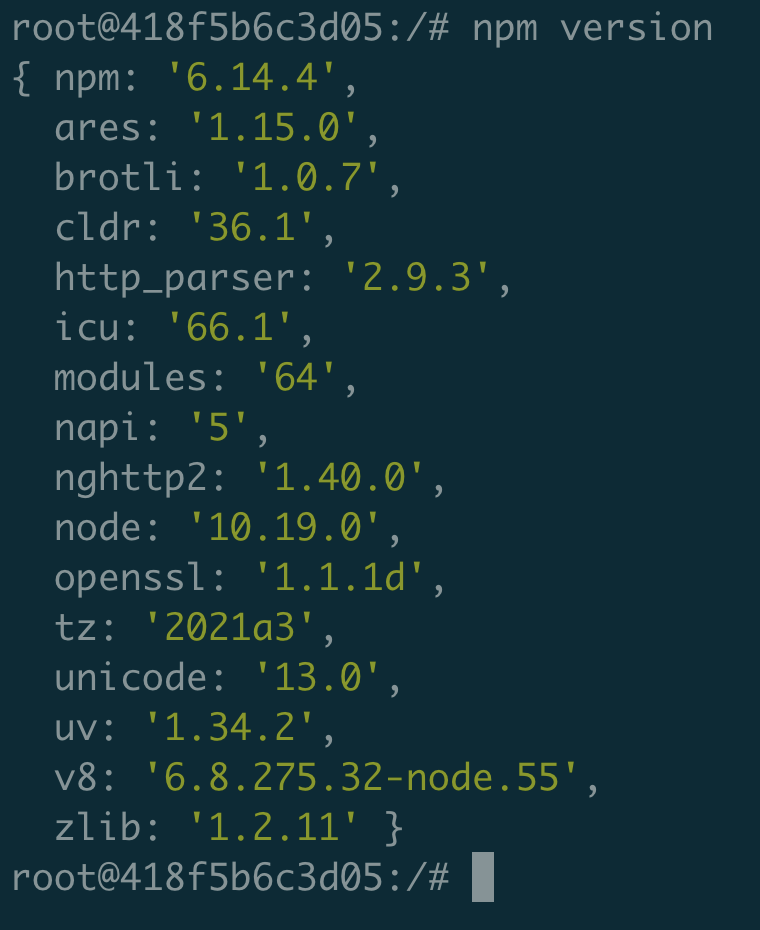 root@418f5b6c3d05:/# npm version
{ npm: '6.14.4',
  ares: '1.15.0',
  brotli: '1.0.7',
  cldr: '36.1',
  http_parser: '2.9.3',
  icu: '66.1',
  modules: '64',
  napi: '5',
  nghttp2: '1.40.0',
  node: '10.19.0',
  openssl: '1.1.1d',
  tz: '2021a3',
  unicode: '13.0',
  uv: '1.34.2',
  v8: '6.8.275.32-node.55',
  zlib: '1.2.11' }
root@418f5b6c3d05:/#